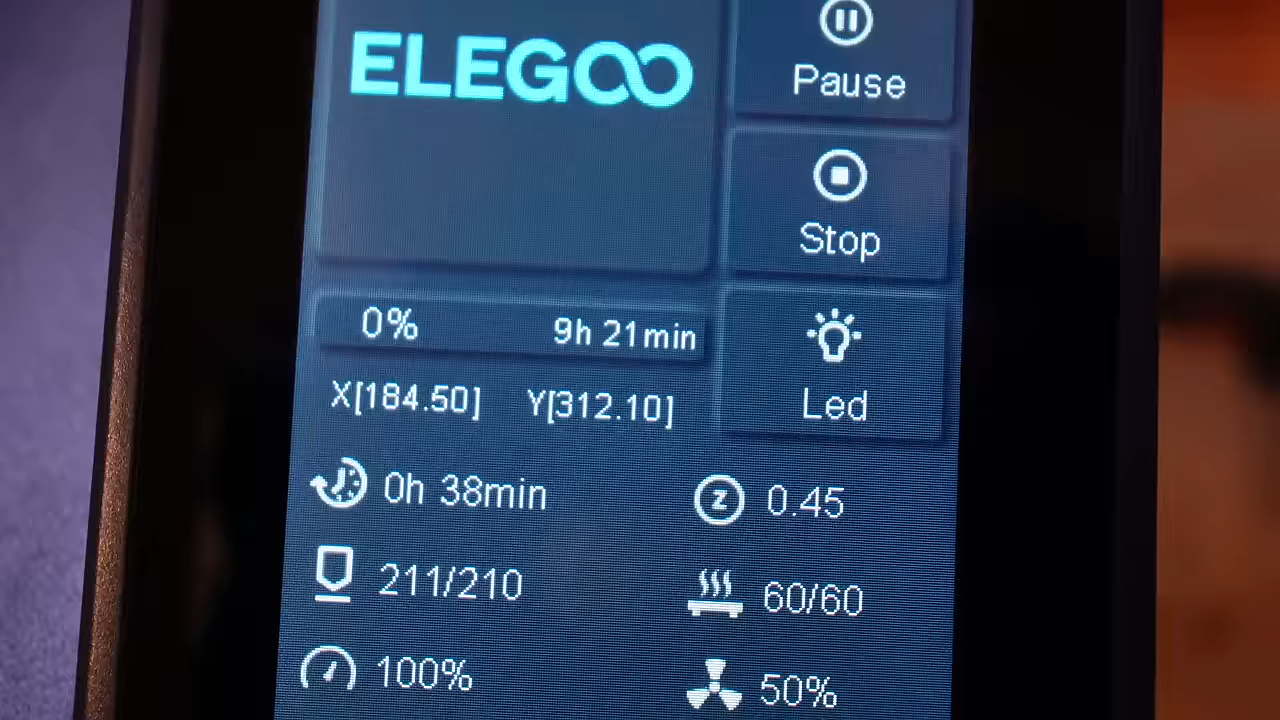 ELEGOO
Pause
Stop
0% 9h 21min
Led
X[184.50] Y[312.10]
0h 38min
Z 0.45
211/210
60/60
100%
50%